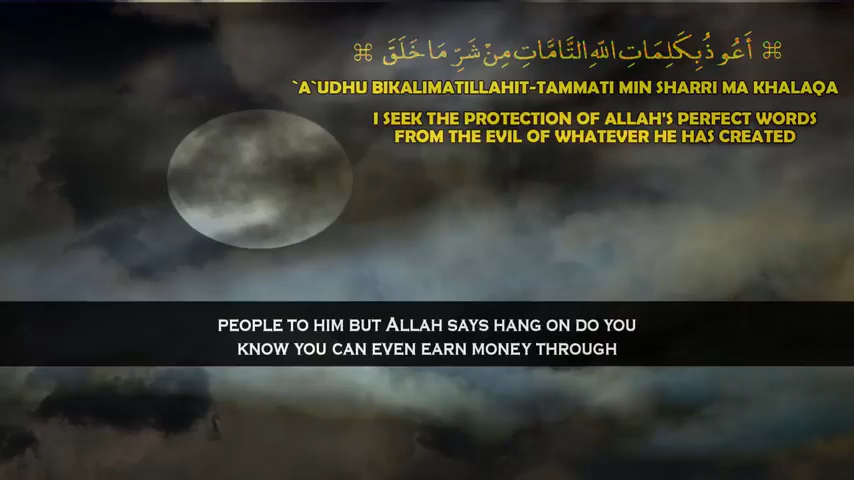 ⌘ أَعُوذُ بِكَلِمَاتِ اللَّهِ التَّامَّاتِ مِنْ شَرِّ مَا خَلَقَ ⌘
`A`UDHU BIKALIMATILLAHIT-TAMMATI MIN SHARRI MA KHALAQA
I SEEK THE PROTECTION OF ALLAH'S PERFECT WORDS
FROM THE EVIL OF WHATEVER HE HAS CREATED
PEOPLE TO HIM BUT ALLAH SAYS HANG ON DO YOU
KNOW YOU CAN EVEN EARN MONEY THROUGH